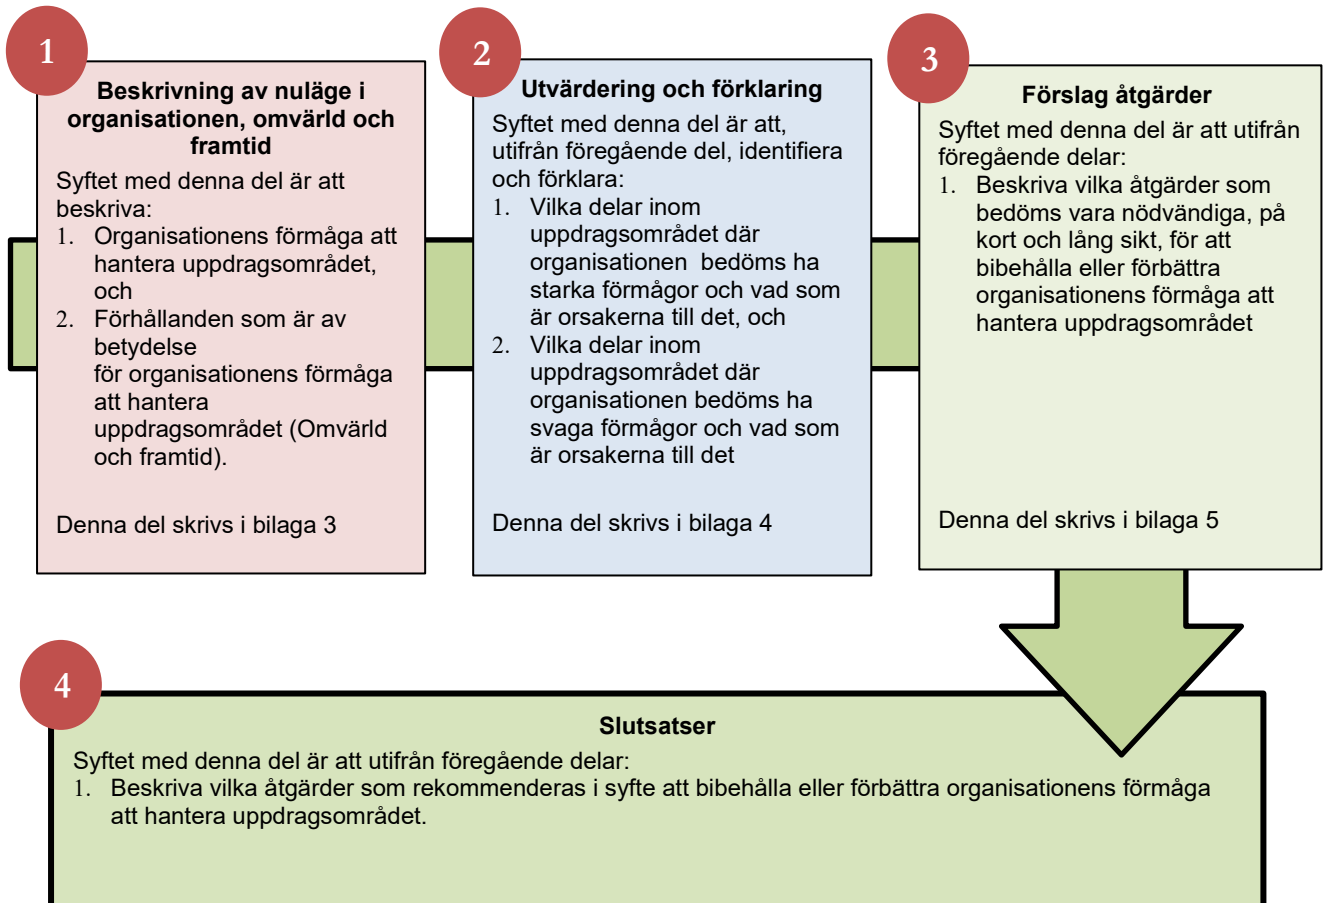 1
Beskrivning av nuläge i
organisationen, omvärld och
framtid
Syftet med denna del är att
beskriva:
1. Organisationens förmåga att
hantera uppdragsområdet,
och
2. Förhållanden som är av
betydelse
för organisationens förmåga
att hantera
uppdragsområdet (Omvärld
och framtid).
Denna del skrivs i bilaga 3
2
Utvärdering och förklaring
Syftet med denna del är att,
utifrån föregående del, identifiera
och förklara:
1. Vilka delar inom
uppdragsområdet där
organisationen bedöms ha
starka förmågor och vad som
är orsakerna till det, och
2. Vilka delar inom
uppdragsområdet där
organisationen bedöms ha
svaga förmågor och vad som
är orsakerna till det
Denna del skrivs i bilaga 4
3
Förslag åtgärder
Syftet med denna del är att utifrån
föregående delar:
1. Beskriva vilka åtgärder som
bedöms vara nödvändiga, på
kort och lång sikt, för att
bibehålla eller förbättra
organisationens förmåga att
hantera uppdragsområdet
Denna del skrivs i bilaga 5
4
Slutsatser
Syftet med denna del är att utifrån föregående delar:
1. Beskriva vilka åtgärder som rekommenderas i syfte att bibehålla eller förbättra organisationens förmåga
att hantera uppdragsområdet.